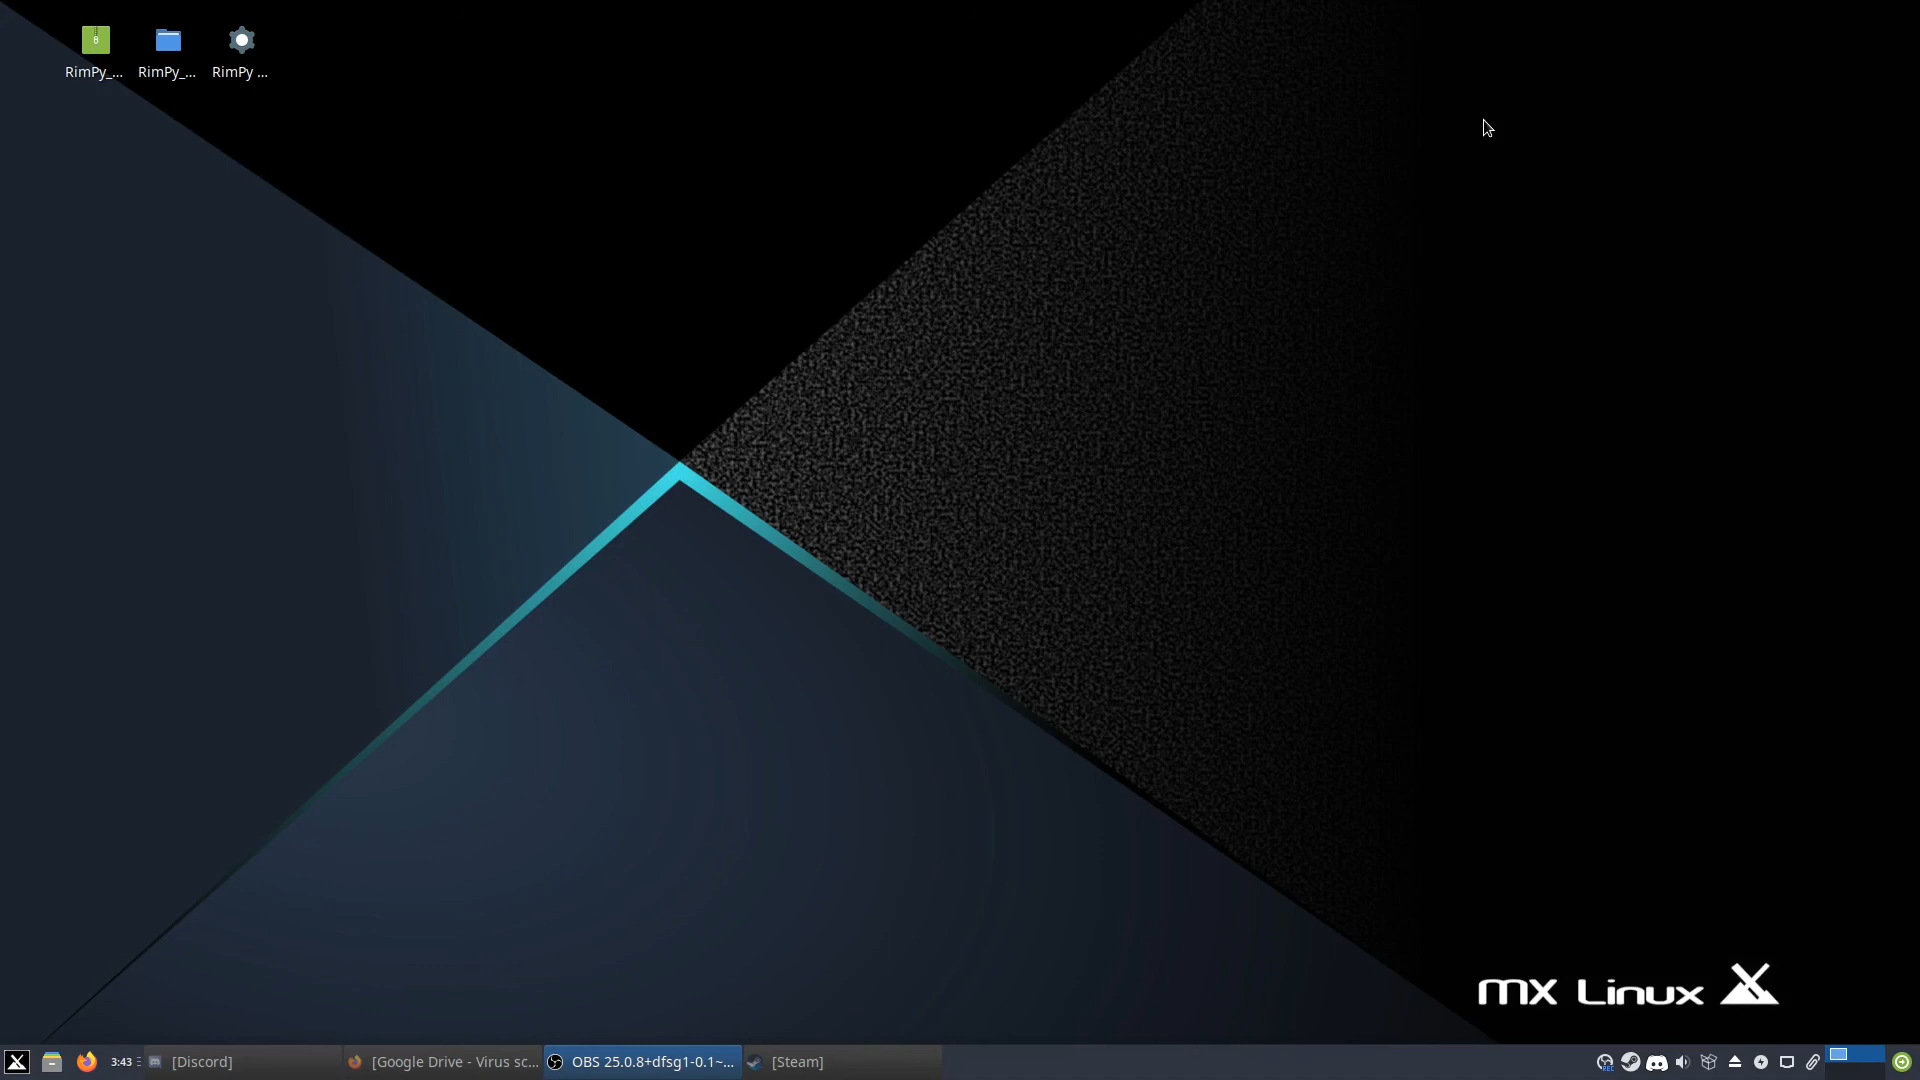 RimPy_...
RimPy_...
RimPy ...
MX Linux
3:43
[Discord]
[Google Drive - Virus sc...
OBS 25.0.8+dfsg1-0.1~...
[Steam]
REC